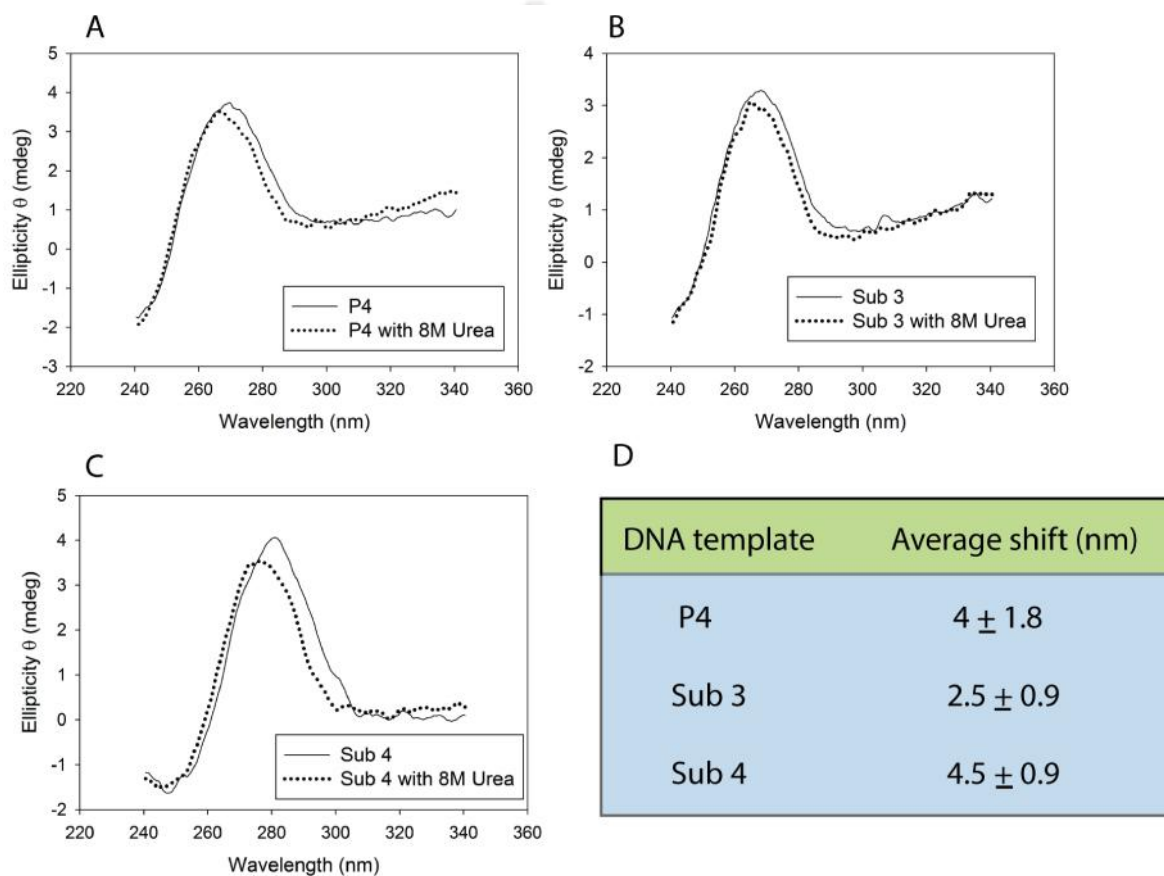 A
Ellipticity θ (mdeg)
5
4
3
2
1
0
-1
-2
-3
220 240 260 280 300 320 340 360
Wavelength (nm)
P4
P4 with 8M Urea
B
Ellipticity θ (mdeg)
4
3
2
1
0
-1
-2
220 240 260 280 300 320 340 360
Wavelength (nm)
Sub 3
Sub 3 with 8M Urea
C
Ellipticity θ (mdeg)
5
4
3
2
1
0
-1
-2
220 240 260 280 300 320 340 360
Wavelength (nm)
Sub 4
Sub 4 with 8M Urea
D
DNA template Average shift (nm)
P4 4 ± 1.8
Sub 3 2.5 ± 0.9
Sub 4 4.5 ± 0.9